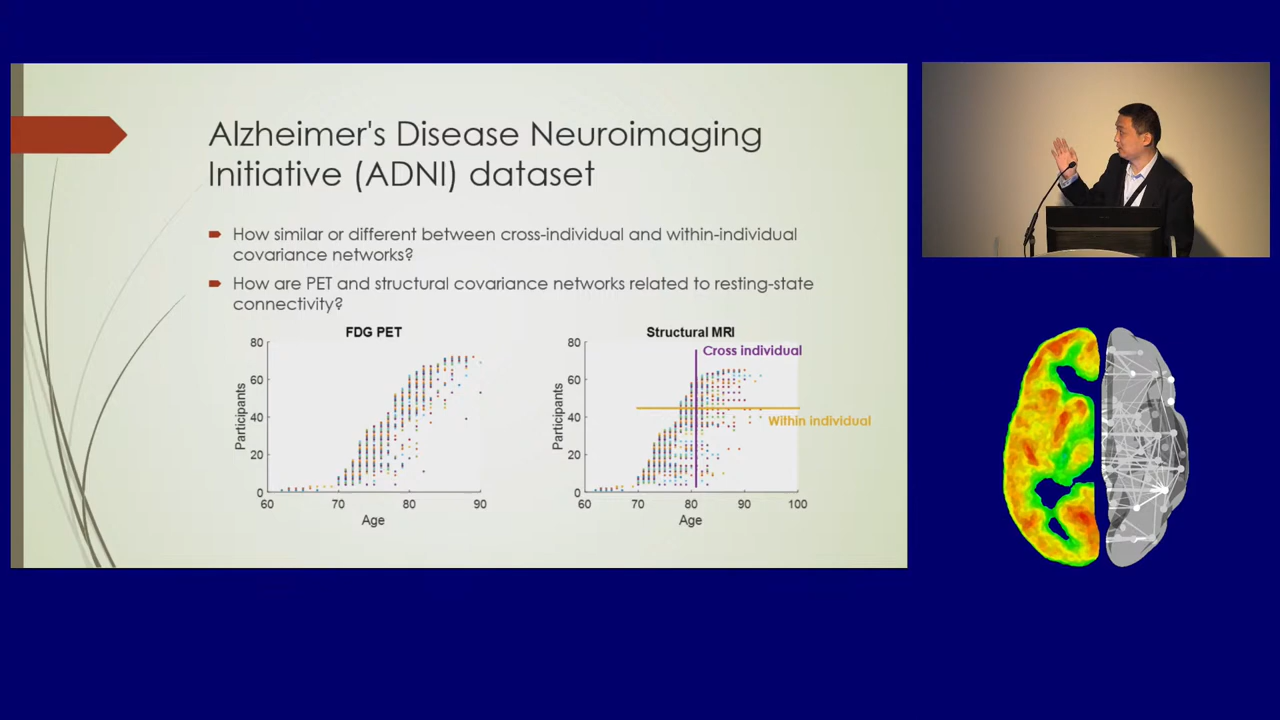 Alzheimer's Disease Neuroimaging
Initiative (ADNI) dataset
How similar or different between cross-individual and within-individual
covariance networks?
How are PET and structural covariance networks related to resting-state
connectivity?
FDG PET
80
60
40
20
0
Participants
60 70 80 90
Age
Structural MRI
Cross individual
Within individual
80
60
40
20
0
Participants
60 70 80 90 100
Age